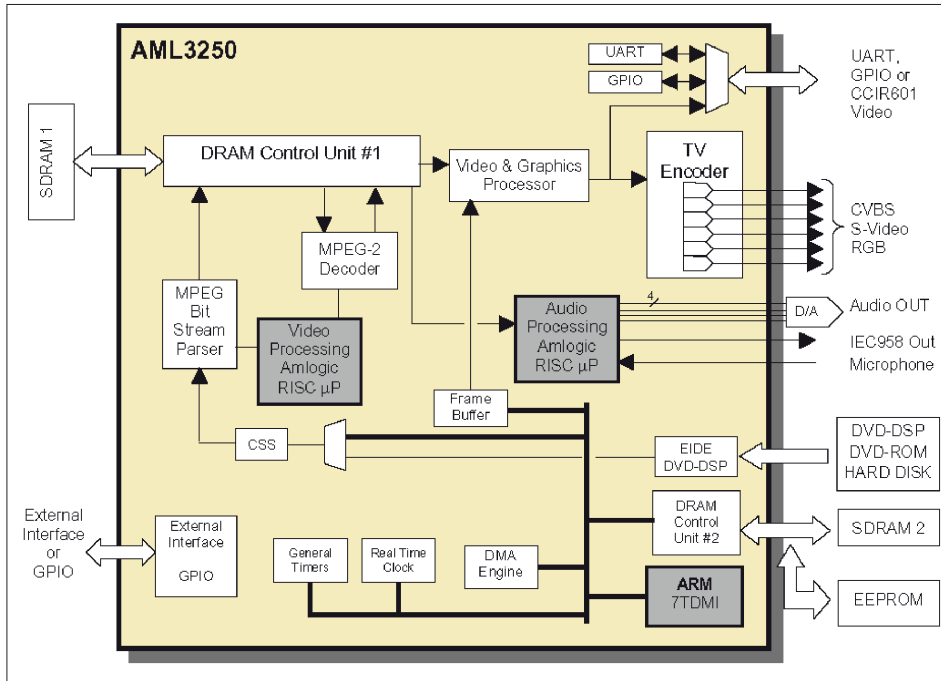 AML3250
UART
GPIO
UART,
GPIO or
CCIR601
Video
SDRAM 1
DRAM Control Unit #1
Video & Graphics
Processor
TV
Encoder
CVBS
S-Video
RGB
MPEG-2
Decoder
MPEG
Bit
Stream
Parser
Video
Processing
Amlogic
RISC µP
Audio
Processing
Amlogic
RISC µP
4
D/A
Audio OUT
IEC958 Out
Microphone
Frame
Buffer
CSS
EIDE
DVD-DSP
DVD-DSP
DVD-ROM
HARD DISK
External
Interface
or
GPIO
External
Interface
GPIO
General
Timers
Real Time
Clock
DMA
Engine
DRAM
Control
Unit #2
SDRAM 2
ARM
7TDMI
EEPROM